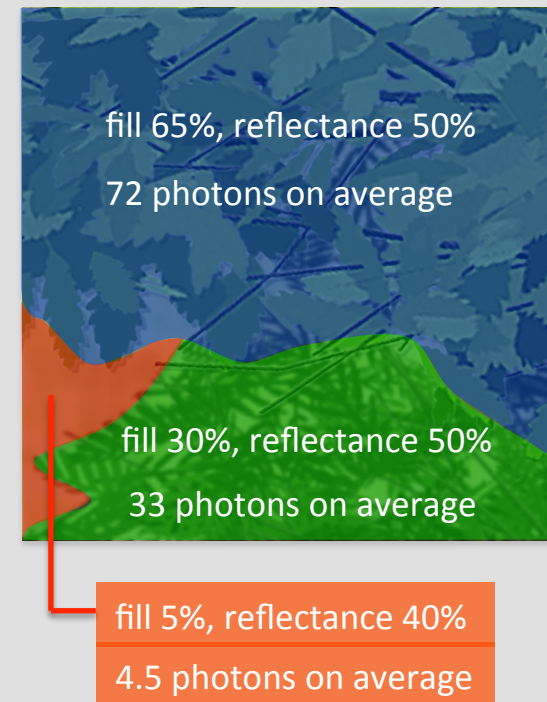 fill 65%, reflectance 50%
72 photons on average
fill 30%, reflectance 50%
33 photons on average
fill 5%, reflectance 40%
4.5 photons on average